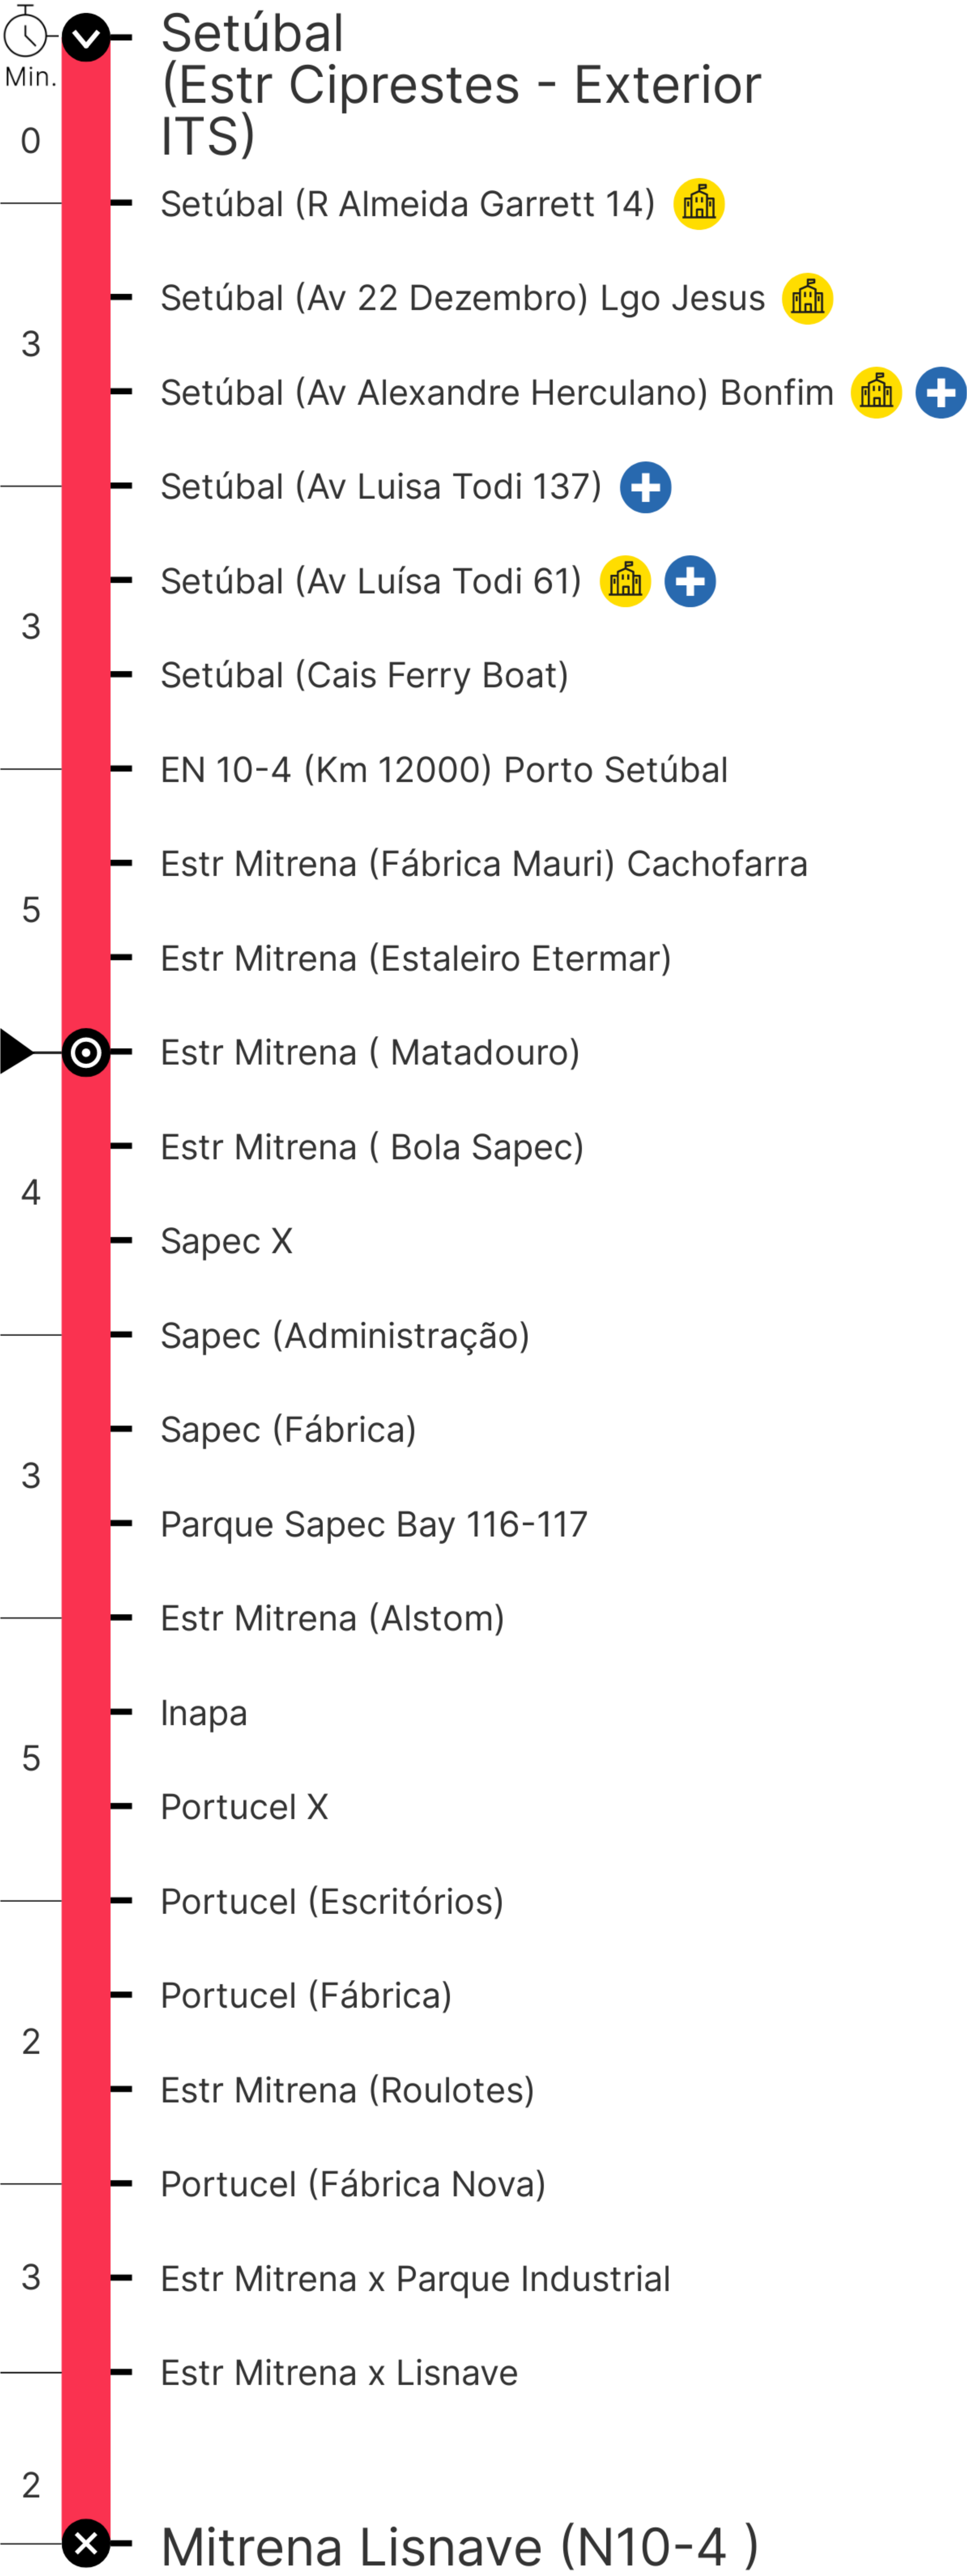 Setúbal
Min.
(Estr Ciprestes - Exterior
0
ITS)
Setúbal (R Almeida Garrett 14)
Setúbal (Av 22 Dezembro) Lgo Jesus
3
Setúbal (Av Alexandre Herculano) Bonfim
Setúbal (Av Luisa Todi 137)
Setúbal (Av Luísa Todi 61)
3
Setúbal (Cais Ferry Boat)
EN 10-4 (Km 12000) Porto Setúbal
Estr Mitrena (Fábrica Mauri) Cachofarra
5
Estr Mitrena (Estaleiro Etermar)
Estr Mitrena ( Matadouro)
Estr Mitrena ( Bola Sapec)
4
Sapec X
Sapec (Administração)
Sapec (Fábrica)
3
Parque Sapec Bay 116-117
Estr Mitrena (Alstom)
Inapa
5
Portucel X
Portucel (Escritórios)
Portucel (Fábrica)
2
Estr Mitrena (Roulotes)
Portucel (Fábrica Nova)
3
Estr Mitrena x Parque Industrial
Estr Mitrena x Lisnave
2
Mitrena Lisnave (N10-4 )